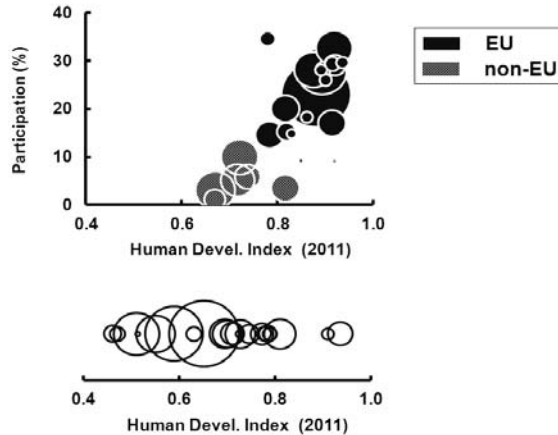 40
30
20
10
0
Participation (%)
0.4 0.6 0.8 1.0
Human Devel. Index (2011)
EU
non-EU
0.4 0.6 0.8 1.0
Human Devel. Index (2011)